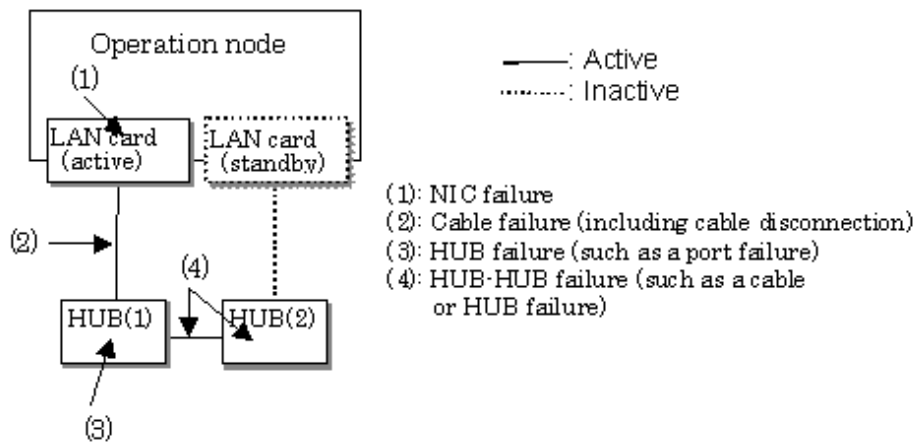 Operation node
(1)
LAN card
(active)
LAN card
(standby)
(2)
(4)
HUB(1)
HUB(2)
(3)
: Active
: Inactive
(1): NIC failure
(2): Cable failure (including cable disconnection)
(3): HUB failure (such as a port failure)
(4): HUB-HUB failure (such as a cable
or HUB failure)